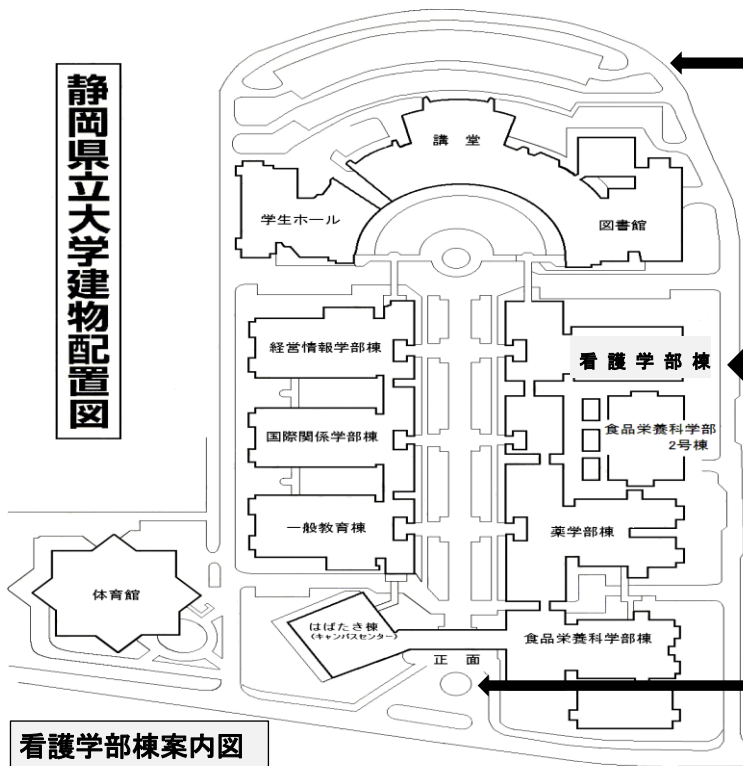 静岡県立大学建物配置図
講堂
学生ホール
図書館
経営情報学部棟
看護学部棟
国際関係学部棟
食品栄養科学部
2号棟
一般教育棟
薬学部棟
体育館
はばたき棟
(キャンパスセンター)
食品栄養科学部棟
正面
看護学部棟案内図